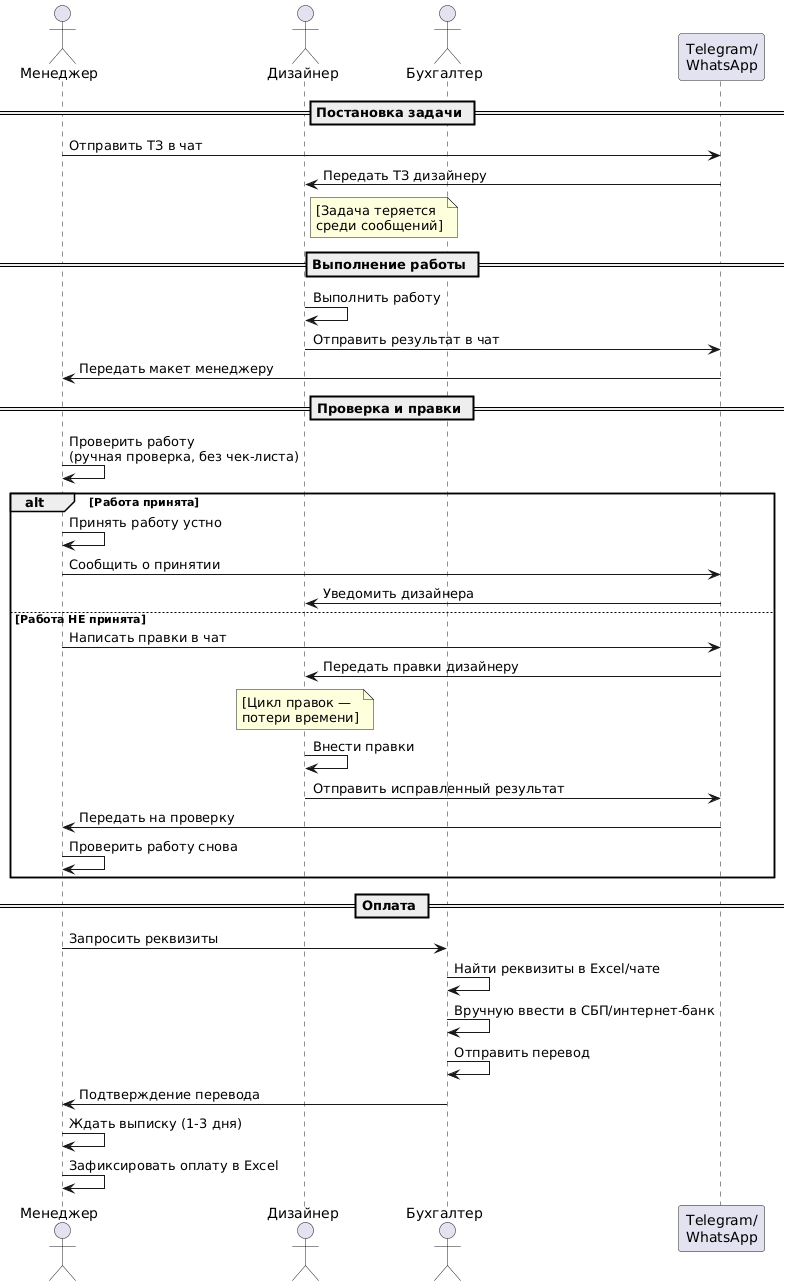 Менеджер
Дизайнер
Бухгалтер
Telegram/
WhatsApp
Постановка задачи
Отправить ТЗ в чат
Передать ТЗ дизайнеру
[Задача теряется
среди сообщений]
Выполнение работы
Выполнить работу
Отправить результат в чат
Передать макет менеджеру
Проверка и правки
Проверить работу
(ручная проверка, без чек-листа)
alt
[Работа принята]
Принять работу устно
Сообщить о принятии
Уведомить дизайнера
[Работа НЕ принята]
Написать правки в чат
Передать правки дизайнеру
[Цикл правок —
потери времени]
Внести правки
Отправить исправленный результат
Передать на проверку
Проверить работу снова
Оплата
Запросить реквизиты
Найти реквизиты в Excel/чате
Вручную ввести в СБП/интернет-банк
Отправить перевод
Подтверждение перевода
Ждать выписку (1-3 дня)
Зафиксировать оплату в Excel
Менеджер
Дизайнер
Бухгалтер
Telegram/
WhatsApp